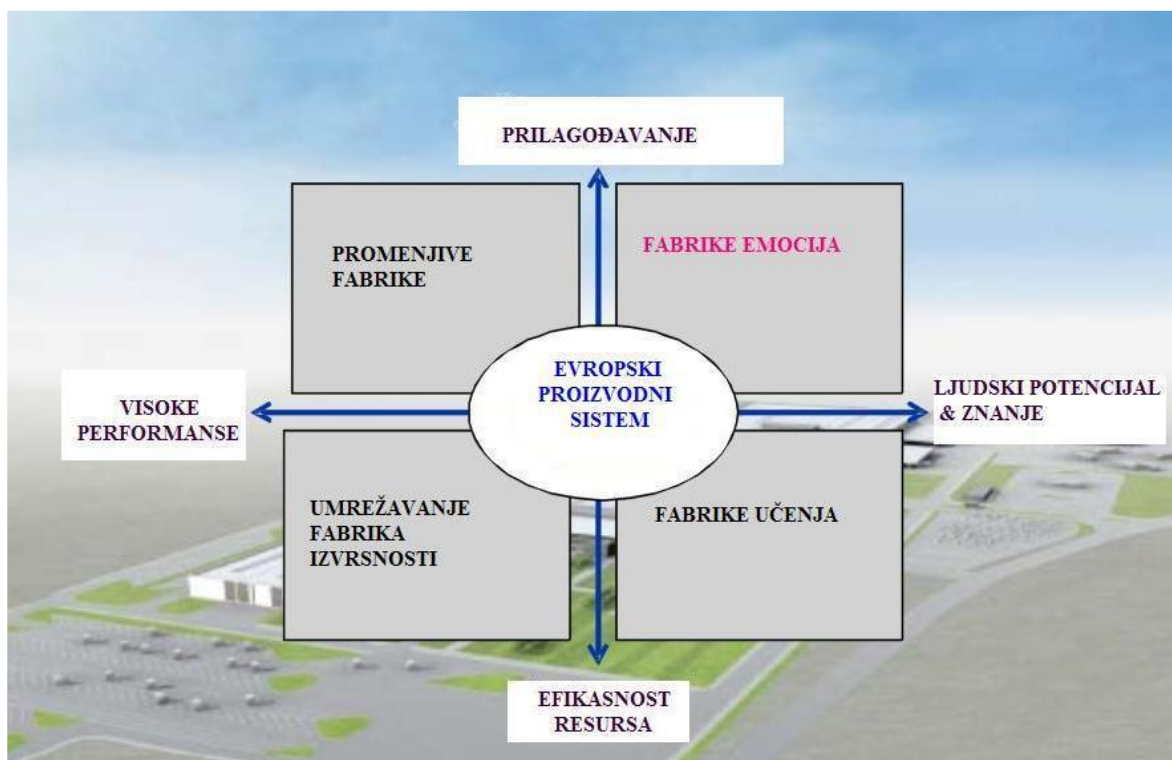 PRILAGOĐAVANJE
PROMENJIVE
FABRIKE
FABRIKE EMOCIJA
EVROPSKI
PROIZVODNI
SISTEM
VISOKE
PERFORMANSE
LJUDSKI POTENCIJAL
& ZNANJE
UMREŽAVANJE
FABRIKA
IZVRSNOSTI
FABRIKE UČENJA
EFIKASNOST
RESURSA